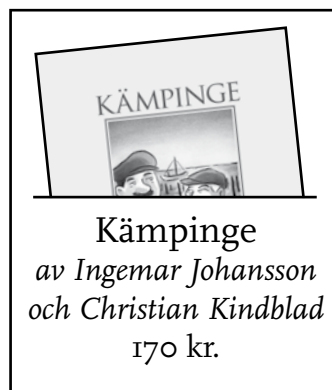 KÄMPINGE
Kämpinge
av Ingemar Johansson
och Christian Kindblad
170 kr.